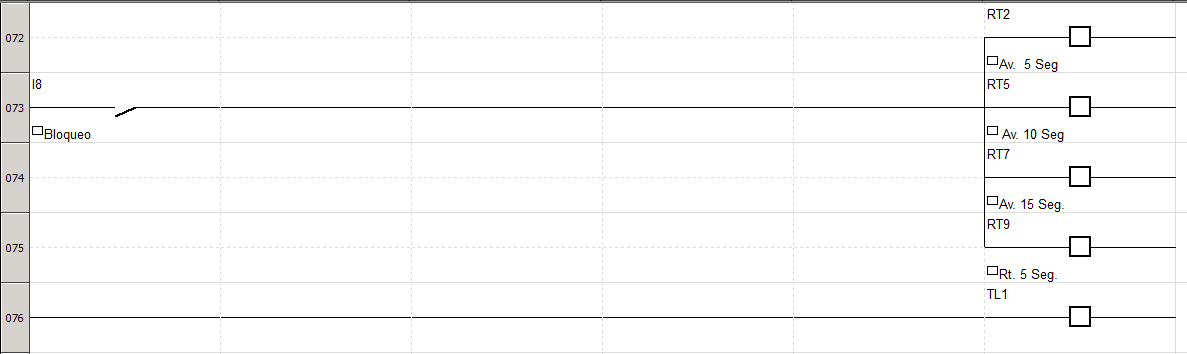 RT2
072
Av. 5 Seg
I8
RT5
073
Bloqueo
Av. 10 Seg
RT7
074
Av. 15 Seg.
RT9
075
Rt. 5 Seg.
TL1
076